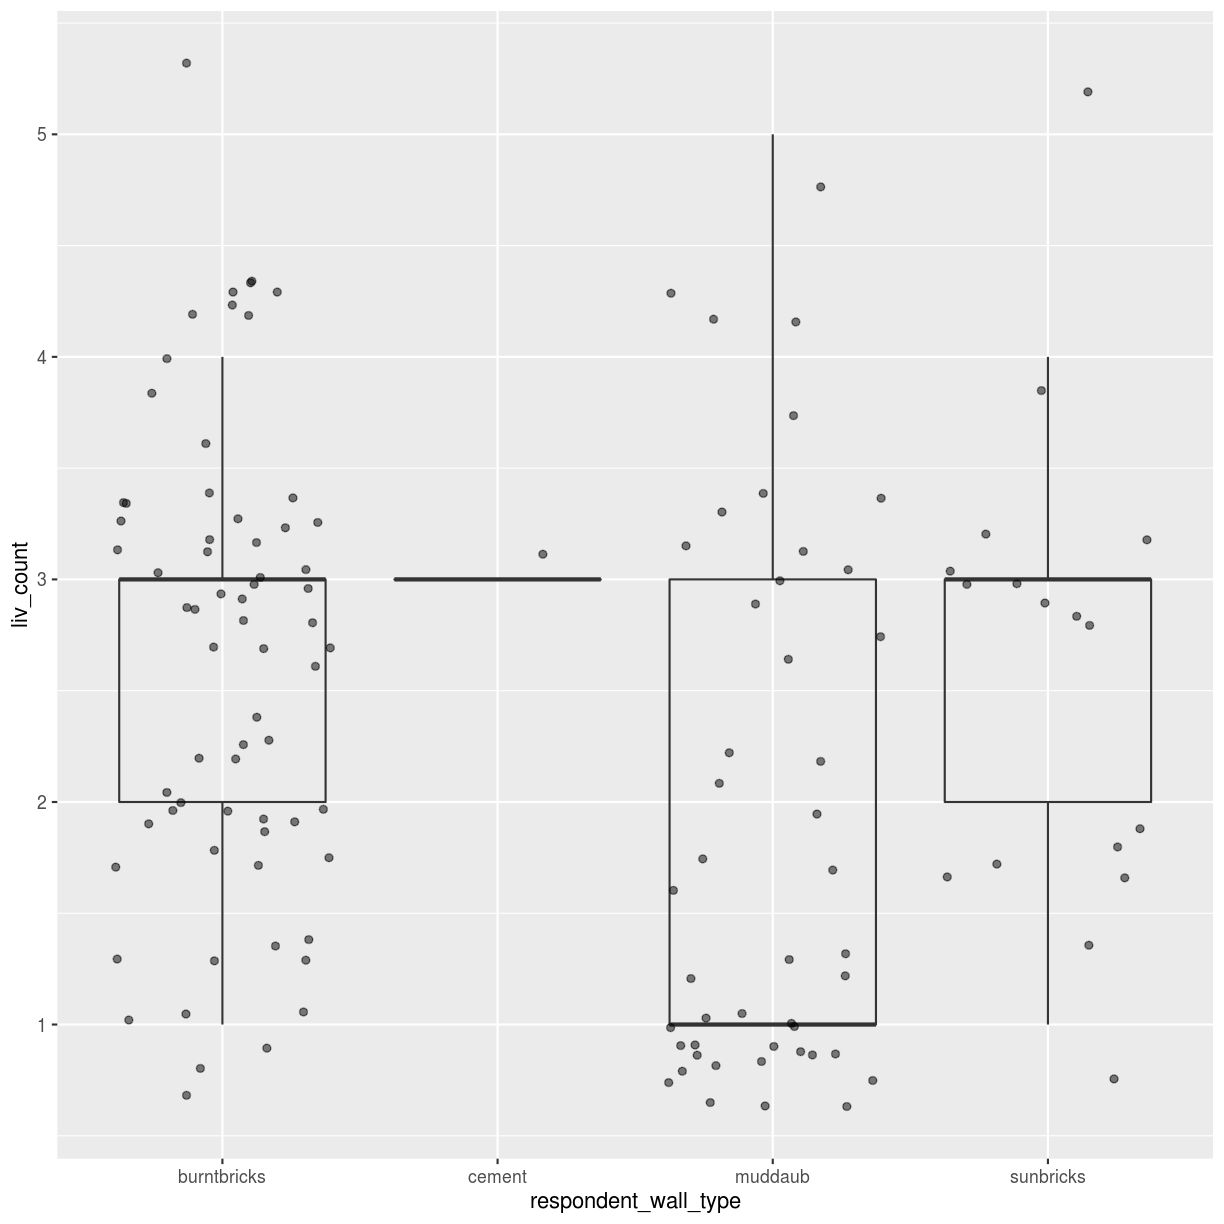 5
4
3
2
1
liv_count
burntbricks
cement
muddaub
sunbricks
respondent_wall_type